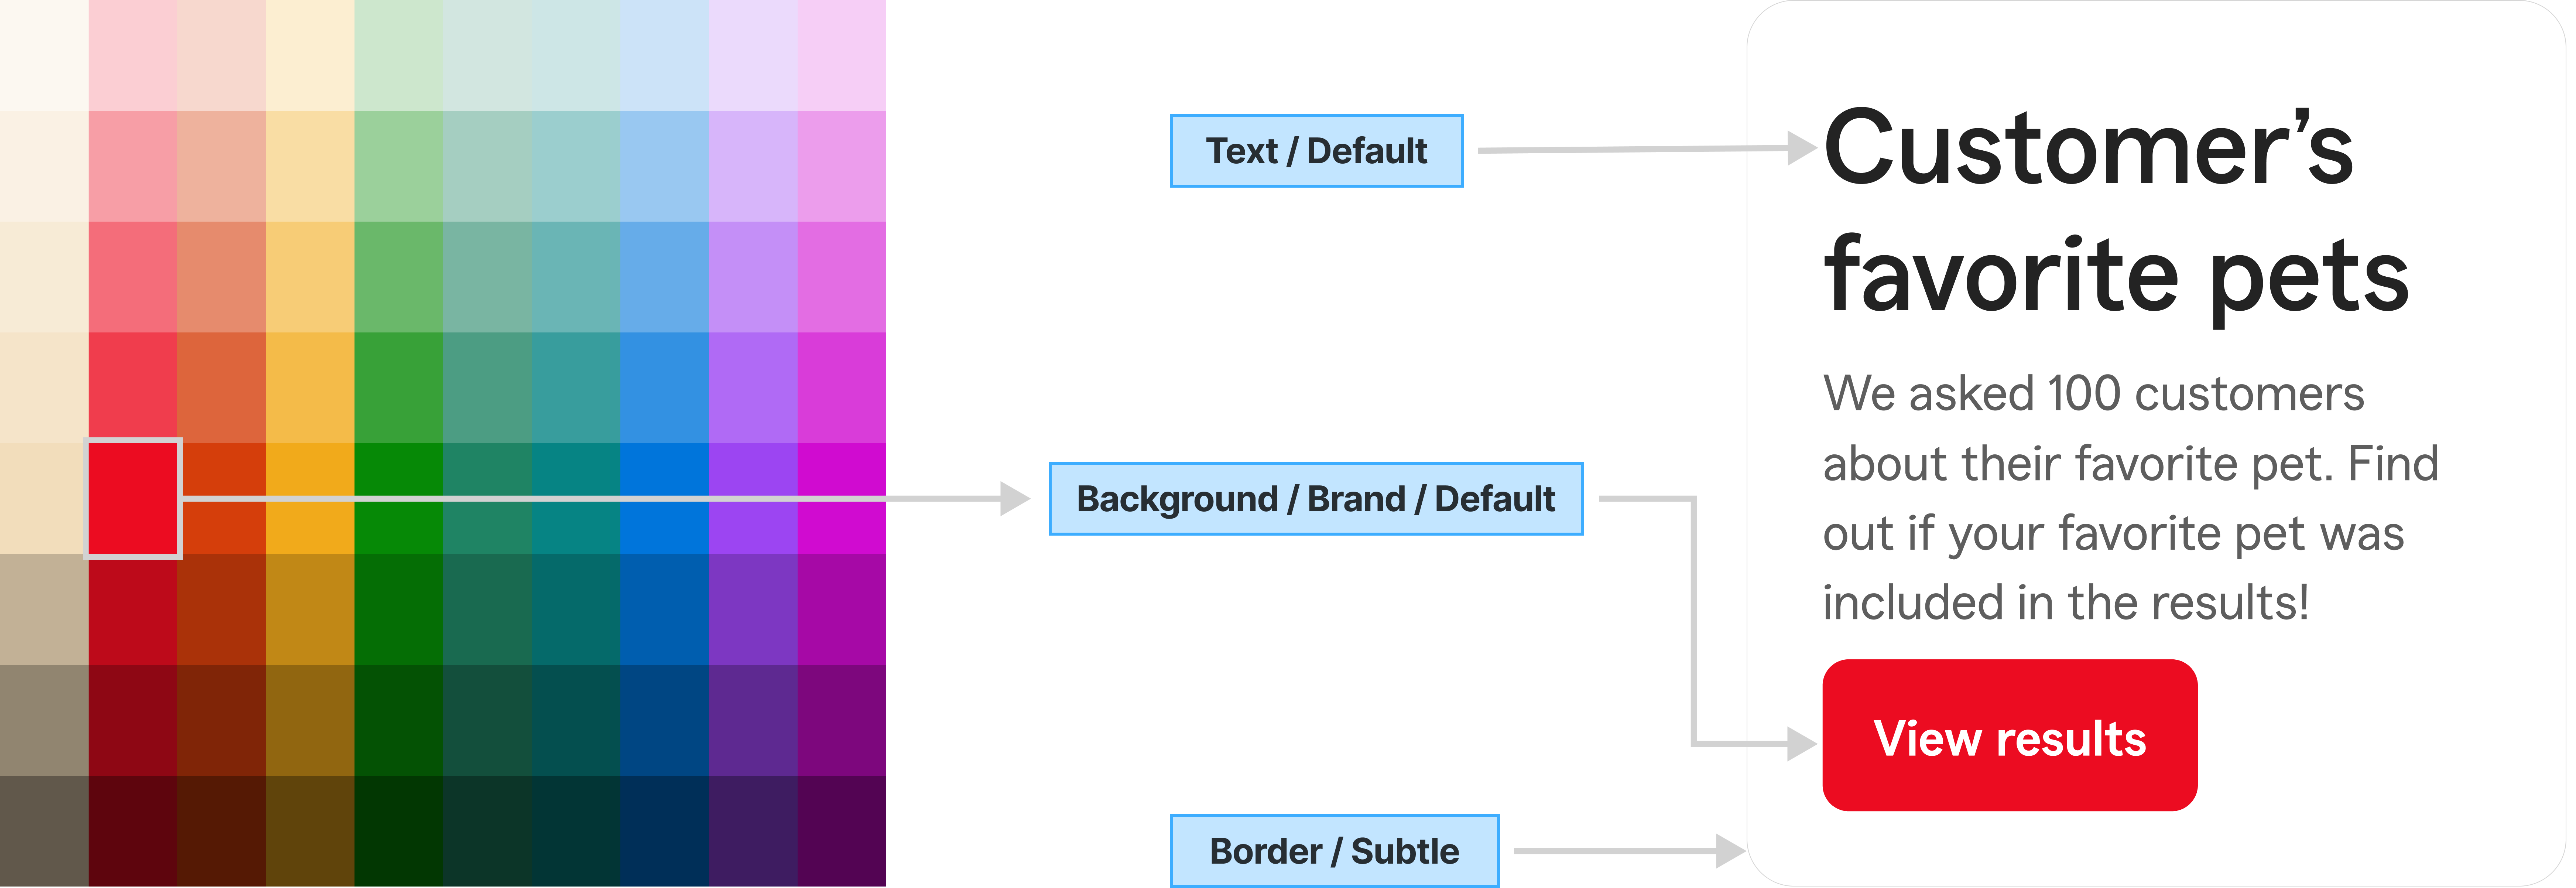 Text / Default
Background / Brand / Default
Border / Subtle
Customer’s
favorite pets
We asked 100 customers
about their favorite pet. Find
out if your favorite pet was
included in the results!
View results